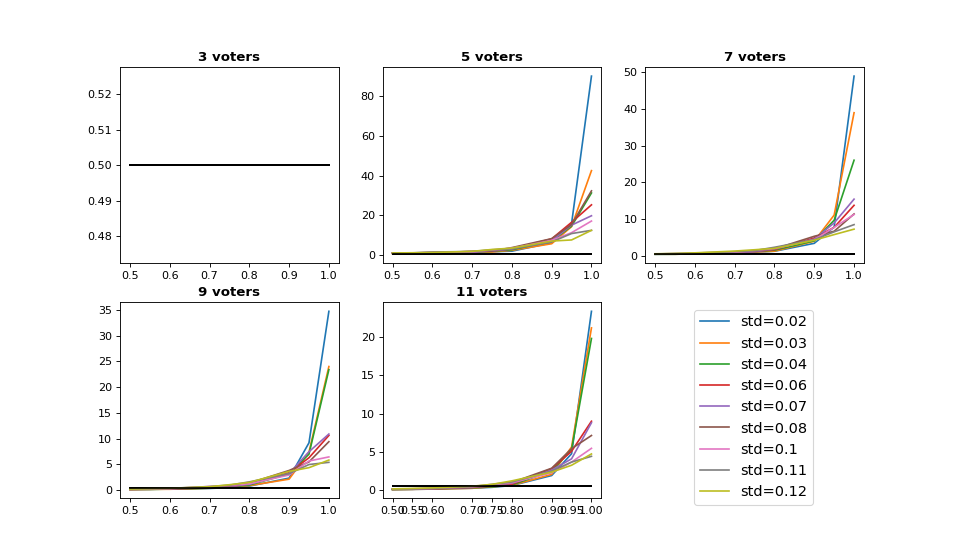 3 voters
5 voters
7 voters
0.52
0.51
0.50
0.49
0.48
0.5 0.6 0.7 0.8 0.9 1.0
80
60
40
20
0
0.5 0.6 0.7 0.8 0.9 1.0
50
40
30
20
10
0
0.5 0.6 0.7 0.8 0.9 1.0
9 voters
11 voters
35
30
25
20
15
10
5
0
0.5 0.6 0.7 0.8 0.9 1.0
20
15
10
5
0
0.50 0.55 0.60 0.70 0.75 0.80 0.90 0.95 1.00
std=0.02
std=0.03
std=0.04
std=0.06
std=0.07
std=0.08
std=0.1
std=0.11
std=0.12